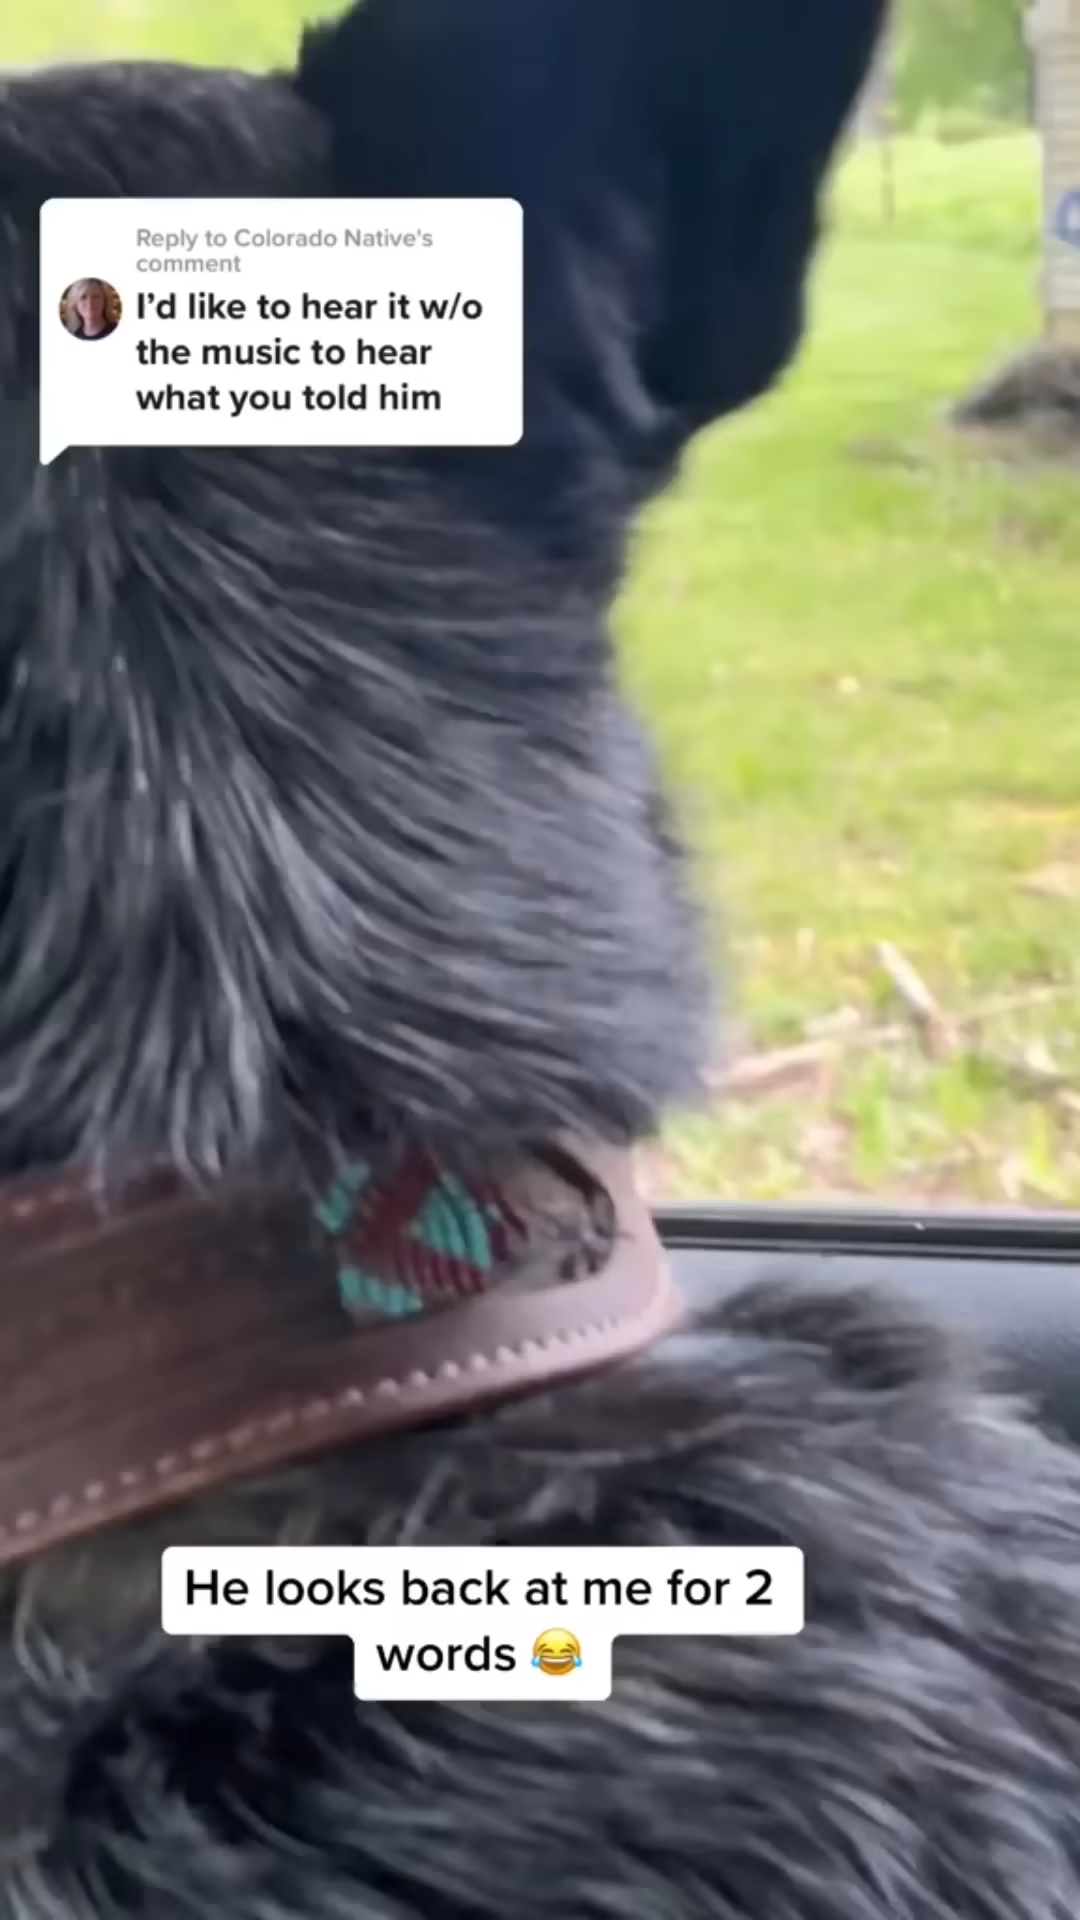 Reply to Colorado Native's
comment
I’d like to hear it w/o
the music to hear
what you told him
He looks back at me for 2
words 😂